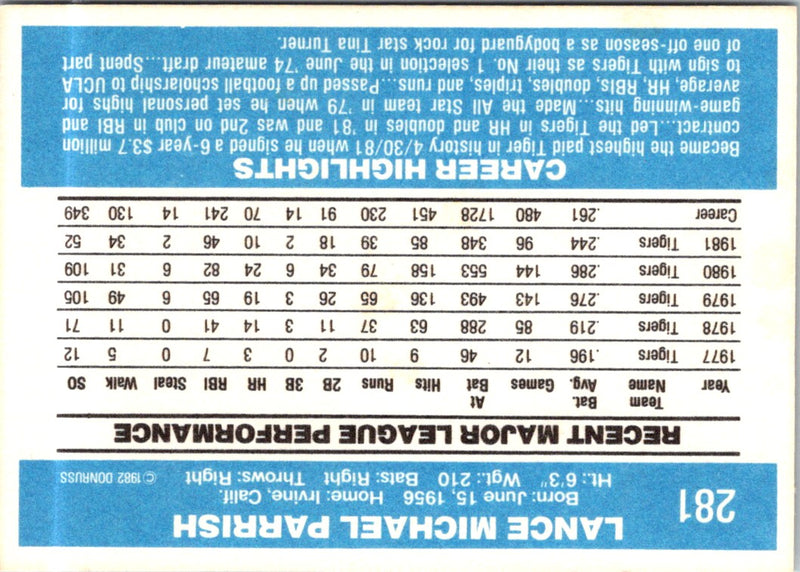 281
LANCE MICHAEL PARRISH
Born: June 15, 1956 Home: Irvine, Calif.
Ht.: 6'3" Wgt.: 210 Bats: Right Throws: Right
© 1982 DONRUSS
RECENT MAJOR LEAGUE PERFORMANCE
Year Team Name Bat. Avg. Games At Bat Hits Runs 2B 3B HR RBI Steal Walk SO
1977 Tigers .196 12 46 9 10 2 0 3 7 0 5 12
1978 Tigers .219 85 288 63 37 11 3 14 41 0 11 71
1979 Tigers .276 143 493 136 65 26 3 19 65 6 49 105
1980 Tigers .286 144 553 158 79 34 6 24 82 6 31 109
1981 Tigers .244 96 348 85 39 18 2 10 46 2 34 52
Career .261 480 1728 451 230 91 14 70 241 14 130 349
CAREER HIGHLIGHTS
Became the highest paid Tiger in history 4/30/81 when he signed a 6-year $3.7 million
contract...Led the Tigers in HR and doubles in '81 and was 2nd on club in RBI and
game-winning hits...Made the All Star team in '79 when he set personal highs for
average, HR, RBIs, doubles, triples, and runs...Passed up a football scholarship to UCLA
to sign with Tigers as their No. 1 selection in the June '74 amateur draft...Spent part
of one off-season as a bodyguard for rock star Tina Turner.